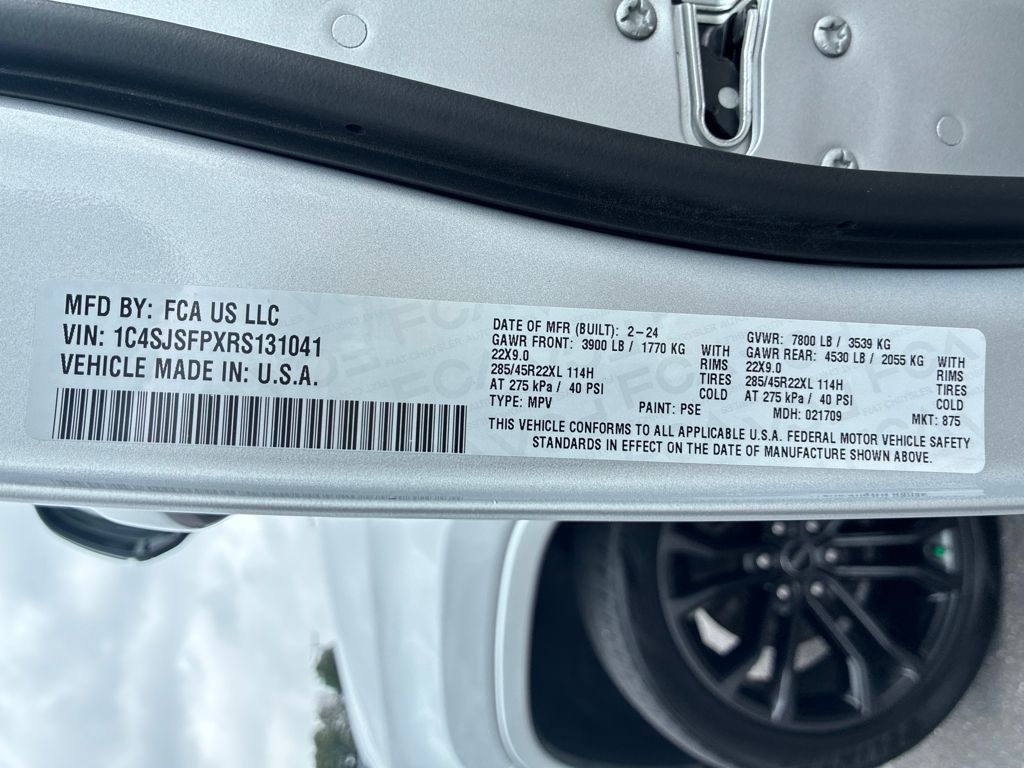 MFD BY: FCA US LLC
VIN: 1C4SJSFPXRS131041
VEHICLE MADE IN: U.S.A.
DATE OF MFR (BUILT): 2-24
GAWR FRONT: 3900 LB / 1770 KG WITH
22X9.0 RIMS
285/45R22XL 114H TIRES
AT 275 kPa / 40 PSI COLD
TYPE: MPV PAINT: PSE
GVWR: 7800 LB / 3539 KG
GAWR REAR: 4530 LB / 2055 KG WITH
22X9.0 RIMS
285/45R22XL 114H TIRES
AT 275 kPa / 40 PSI COLD
MDH: 021709 MKT: 875
THIS VEHICLE CONFORMS TO ALL APPLICABLE U.S.A. FEDERAL MOTOR VEHICLE SAFETY
STANDARDS IN EFFECT ON THE DATE OF MANUFACTURE SHOWN ABOVE.